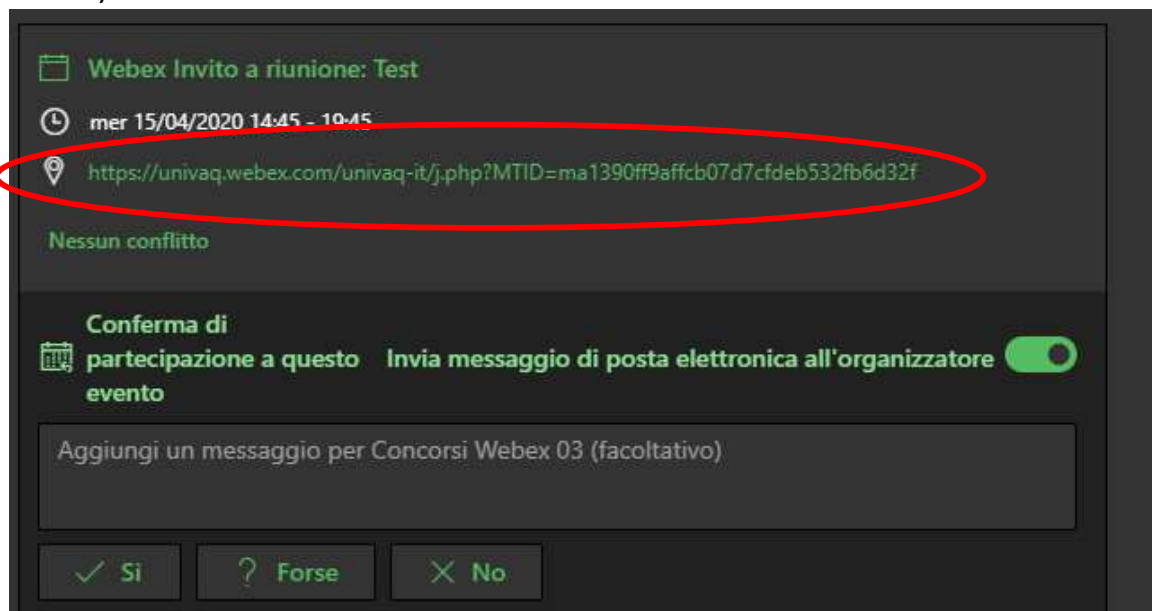 Webex Invito a riunione: Test
mer 15/04/2020 14:45 - 19:45
https://univaq.webex.com/univaq-it/j.php?MTID=ma1390ff9affcb07d7cfdeb532fb6d32f
Nessun conflitto
Conferma di
partecipazione a questo Invia messaggio di posta elettronica all'organizzatore
evento
Aggiungi un messaggio per Concorsi Webex 03 (facoltativo)
Sì ? Forse No